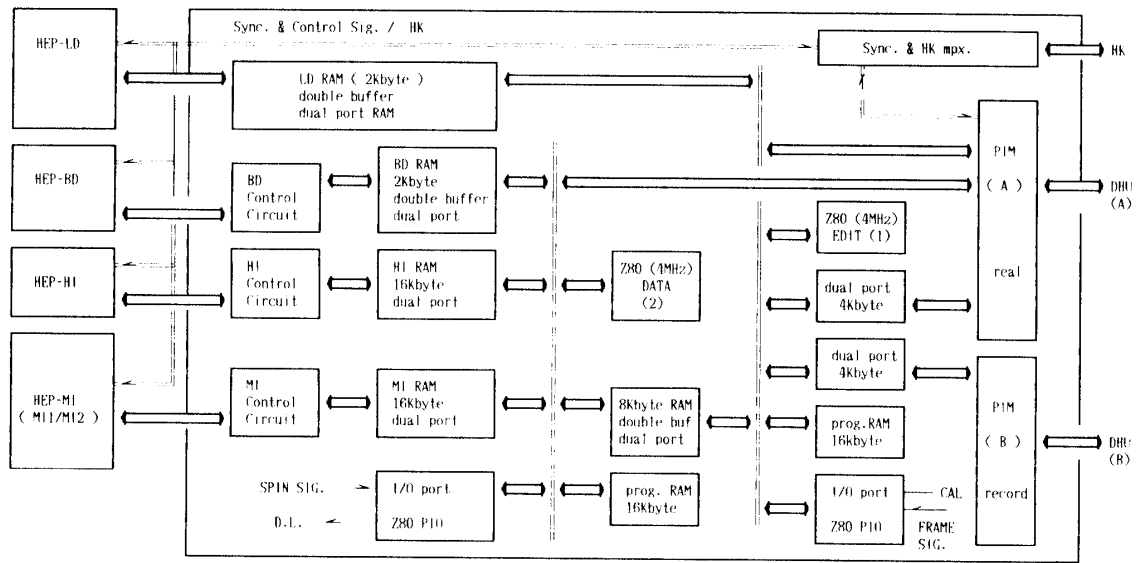 Sync. & Control Sig. / HK
HEP-LD
Sync. & HK mpx.
HK
LD RAM ( 2Kbyte )
double buffer
dual port RAM
HEP-BD
BD
Control
Circuit
BD RAM
2Kbyte
double buffer
dual port
PIM
( A )
real
DHU
(A)
Z80 (4MHz)
EDIT (1)
HEP-HI
HI
Control
Circuit
HI RAM
16Kbyte
dual port
Z80 (4MHz)
DATA
(2)
dual port
4Kbyte
dual port
4Kbyte
HEP-MI
( MI1/MI2 )
MI
Control
Circuit
MI RAM
16Kbyte
dual port
8Kbyte RAM
double buf
dual port
prog.RAM
16kbyte
PIM
( B )
record
DHU
(B)
SPIN SIG.
D.L.
I/O port
Z80 PIO
prog. RAM
16Kbyte
I/O port
Z80 PIO
CAL
FRAME
SIG.